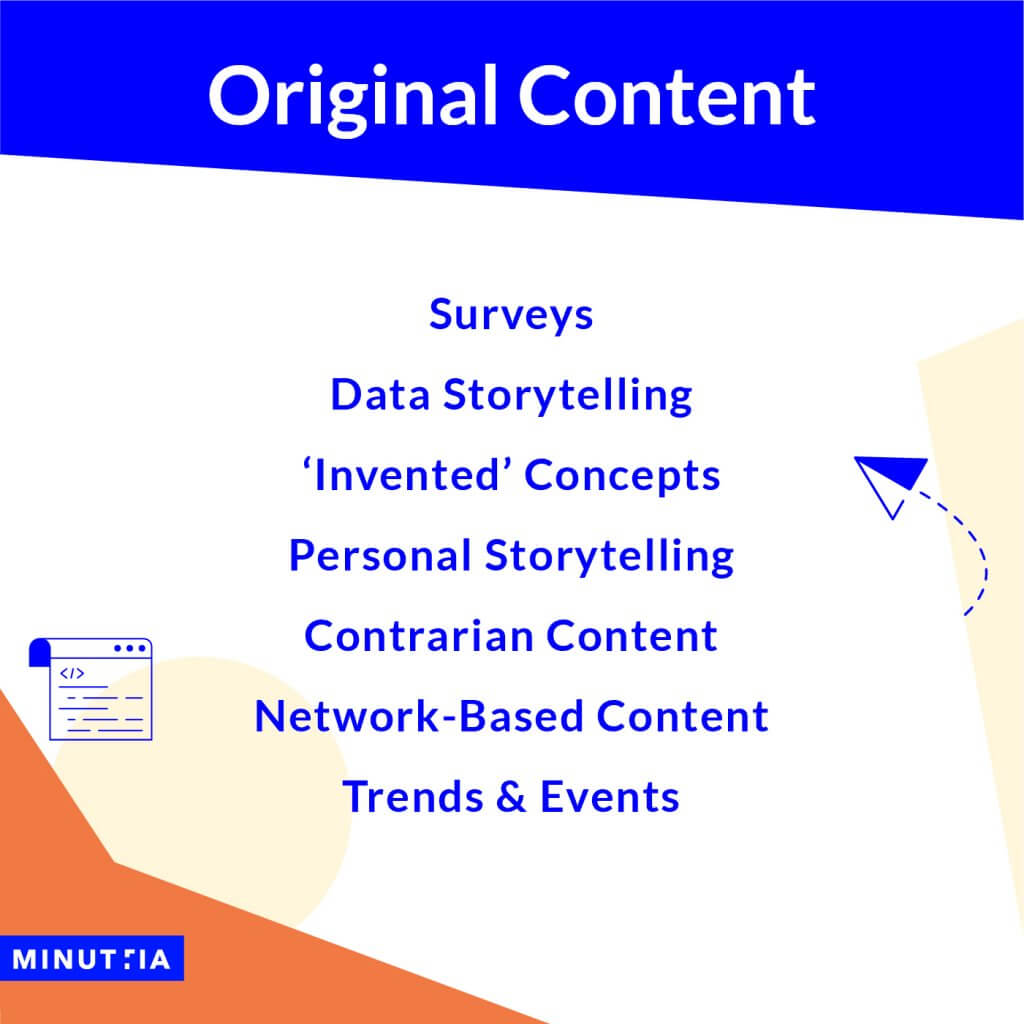 Original Content
Surveys
Data Storytelling
‘Invented’ Concepts
Personal Storytelling
Contrarian Content
Network-Based Content
Trends & Events
</>
MINUTTIA